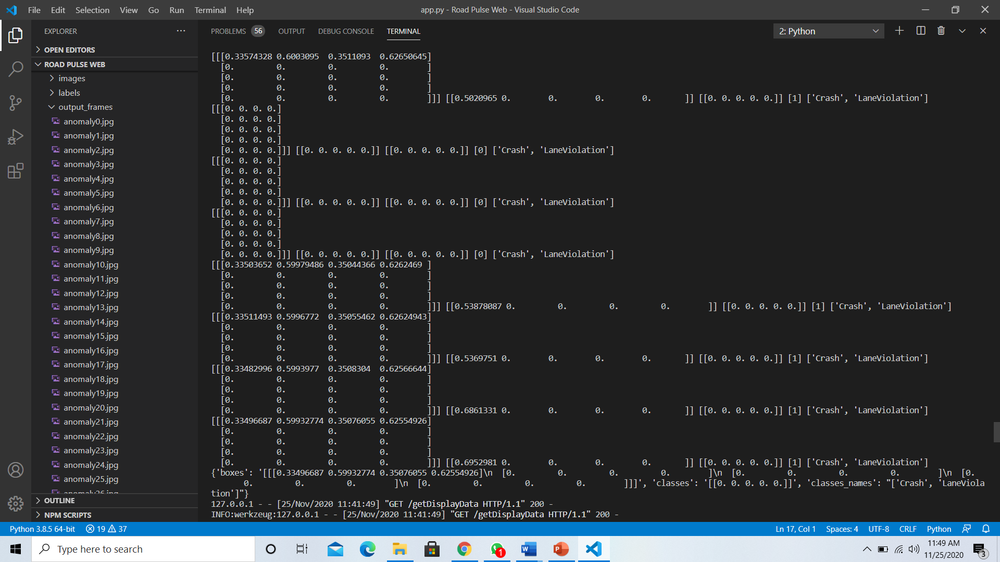 File Edit Selection View Go Run Terminal Help
app.py - Road Pulse Web - Visual Studio Code
EXPLORER
OPEN EDITORS
ROAD PULSE WEB
images
labels
output_frames
anomaly0.jpg
anomaly1.jpg
anomaly2.jpg
anomaly3.jpg
anomaly4.jpg
anomaly5.jpg
anomaly6.jpg
anomaly7.jpg
anomaly8.jpg
anomaly9.jpg
anomaly10.jpg
anomaly11.jpg
anomaly12.jpg
anomaly13.jpg
anomaly14.jpg
anomaly15.jpg
anomaly16.jpg
anomaly17.jpg
anomaly18.jpg
anomaly19.jpg
anomaly20.jpg
anomaly21.jpg
anomaly22.jpg
anomaly23.jpg
anomaly24.jpg
anomaly25.jpg
OUTLINE
NPM SCRIPTS
PROBLEMS 56 OUTPUT DEBUG CONSOLE TERMINAL
2: Python
[[[0.33574328 0.6003095  0.3511093  0.62650645]
  [0.         0.         0.         0.        ]
  [0.         0.         0.         0.        ]
  [0.         0.         0.         0.        ]
  [0.         0.         0.         0.        ]]] [[0.5020965 0.        0.        0.        0.       ]] [[0. 0. 0. 0. 0.]] [1] ['Crash', 'LaneViolation']
[[[0. 0. 0. 0.]
  [0. 0. 0. 0.]
  [0. 0. 0. 0.]
  [0. 0. 0. 0.]
  [0. 0. 0. 0.]]] [[0. 0. 0. 0. 0.]] [[0. 0. 0. 0. 0.]] [0] ['Crash', 'LaneViolation']
[[[0. 0. 0. 0.]
  [0. 0. 0. 0.]
  [0. 0. 0. 0.]
  [0. 0. 0. 0.]
  [0. 0. 0. 0.]]] [[0. 0. 0. 0. 0.]] [[0. 0. 0. 0. 0.]] [0] ['Crash', 'LaneViolation']
[[[0. 0. 0. 0.]
  [0. 0. 0. 0.]
  [0. 0. 0. 0.]
  [0. 0. 0. 0.]
  [0. 0. 0. 0.]]] [[0. 0. 0. 0. 0.]] [[0. 0. 0. 0. 0.]] [0] ['Crash', 'LaneViolation']
[[[0.33503652 0.59979486 0.35044366 0.6262469 ]
  [0.         0.         0.         0.        ]
  [0.         0.         0.         0.        ]
  [0.         0.         0.         0.        ]
  [0.         0.         0.         0.        ]]] [[0.53878087 0.         0.         0.         0.        ]] [[0. 0. 0. 0. 0.]] [1] ['Crash', 'LaneViolation']
[[[0.33511493 0.5996772  0.35055462 0.62624943]
  [0.         0.         0.         0.        ]
  [0.         0.         0.         0.        ]
  [0.         0.         0.         0.        ]
  [0.         0.         0.         0.        ]]] [[0.5369751 0.        0.        0.        0.       ]] [[0. 0. 0. 0. 0.]] [1] ['Crash', 'LaneViolation']
[[[0.33482996 0.5993977  0.3508304  0.62566644]
  [0.         0.         0.         0.        ]
  [0.         0.         0.         0.        ]
  [0.         0.         0.         0.        ]
  [0.         0.         0.         0.        ]]] [[0.6861331 0.        0.        0.        0.       ]] [[0. 0. 0. 0. 0.]] [1] ['Crash', 'LaneViolation']
[[[0.33496687 0.59932774 0.35076055 0.62554926]
  [0.         0.         0.         0.        ]
  [0.         0.         0.         0.        ]
  [0.         0.         0.         0.        ]
  [0.         0.         0.         0.        ]]] [[0.6952981 0.        0.        0.        0.       ]] [[0. 0. 0. 0. 0.]] [1] ['Crash', 'LaneViolation']
{'boxes': '[[[0.33496687 0.59932774 0.35076055 0.62554926]\n  [0.         0.         0.         0.        ]\n  [0.         0.         0.         0.        ]\n  [0.
       0.         0.         0.        ]\n  [0.         0.         0.         0.        ]]]', 'classes': '[[0. 0. 0. 0. 0.]]', 'classes_names': "['Crash', 'LaneViola
tion']"}
127.0.0.1 - - [25/Nov/2020 11:41:49] "GET /getDisplayData HTTP/1.1" 200 -
INFO:werkzeug:127.0.0.1 - - [25/Nov/2020 11:41:49] "GET /getDisplayData HTTP/1.1" 200 -
Python 3.8.5 64-bit 19 37
Ln 17, Col 1 Spaces: 4 UTF-8 CRLF Python
Type here to search
1
11:49 AM
11/25/2020
3